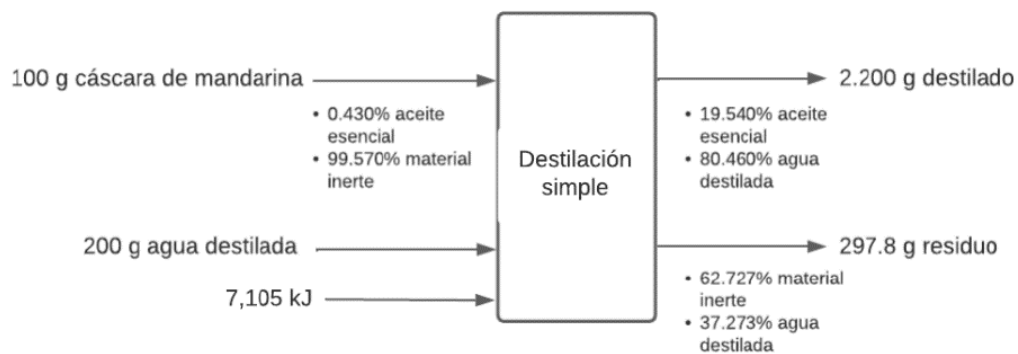 100 g cáscara de mandarina
• 0.430% aceite
esencial
• 99.570% material
inerte
200 g agua destilada
7,105 kJ
Destilación
simple
2.200 g destilado
• 19.540% aceite
esencial
• 80.460% agua
destilada
297.8 g residuo
• 62.727% material
inerte
• 37.273% agua
destilada